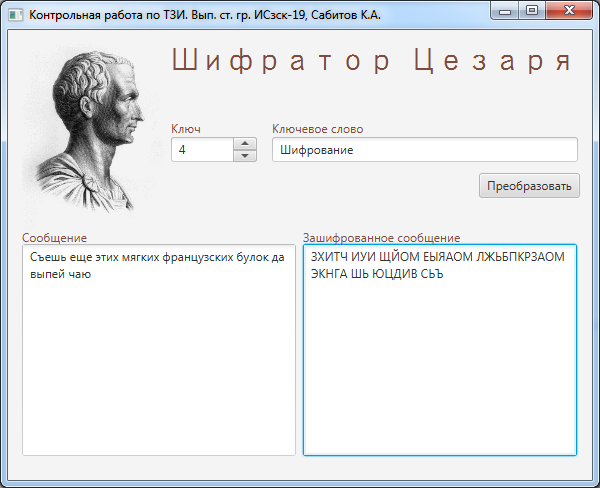 Контрольная работа по ТЗИ. Вып. ст. гр. ИСзск-19, Сабитов К.А.
Шифратор Цезаря
Ключ
Ключевое слово
4
Шифрование
Преобразовать
Сообщение
Зашифрованное сообщение
Съешь еще этих мягких французских булок да
выпей чаю
ЗХИТЧ ИУИ ЩЙОМ ЕЫЯАОМ ЛЖЬБПКРЗАОМ
ЭКНГА ШЬ ЮЦДИВ СЬЪ